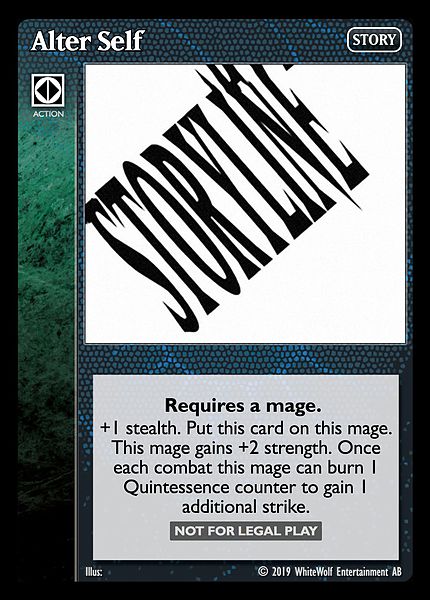 Alter Self
STORY
ACTION
STORYLINE
Requires a mage.
+1 stealth. Put this card on this mage.
This mage gains +2 strength. Once
each combat this mage can burn 1
Quintessence counter to gain 1
additional strike.
NOT FOR LEGAL PLAY
Illus:
© 2019 WhiteWolf Entertainment AB